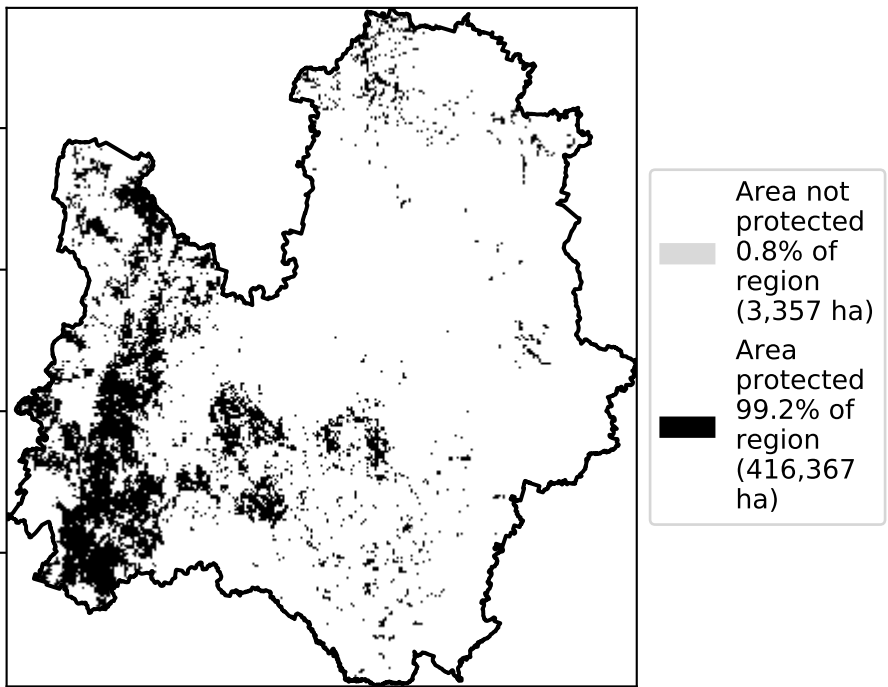 Area not
protected
0.8% of
region
(3,357 ha)
Area
protected
99.2% of
region
(416,367
ha)